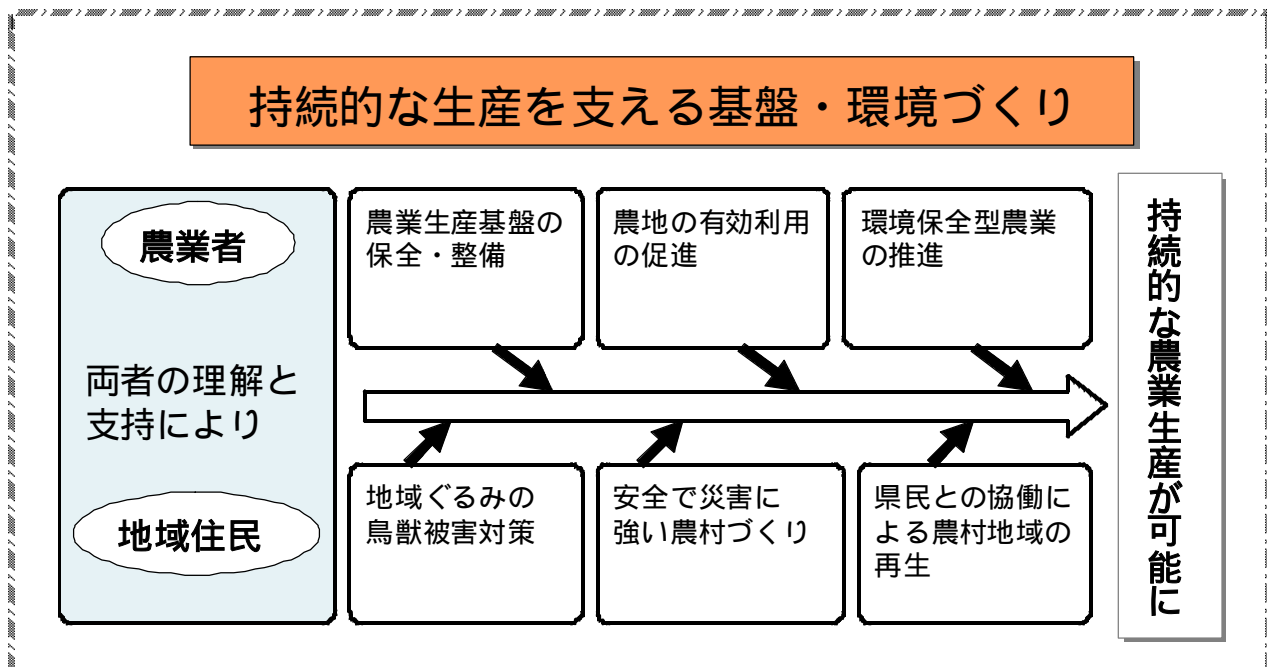 持続的な生産を支える基盤・環境づくり
農業者
両者の理解と
支持により
地域住民
農業生産基盤の
保全・整備
農地の有効利用
の促進
環境保全型農業
の推進
地域ぐるみの
鳥獣被害対策
安全で災害に
強い農村づくり
県民との協働に
よる農村地域の
再生
持続的な農業生産が可能に